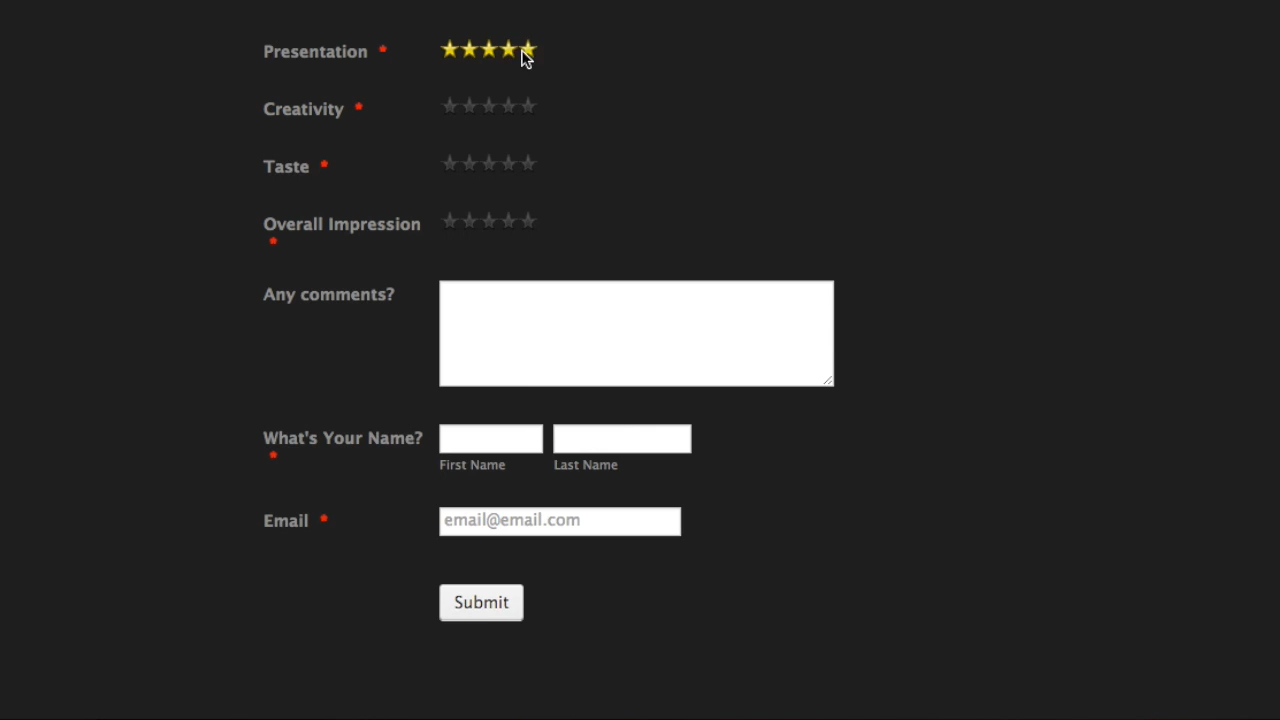 Presentation *
Creativity *
Taste *
Overall Impression
*
Any comments?
What's Your Name?
*
First Name Last Name
Email *
email@email.com
Submit